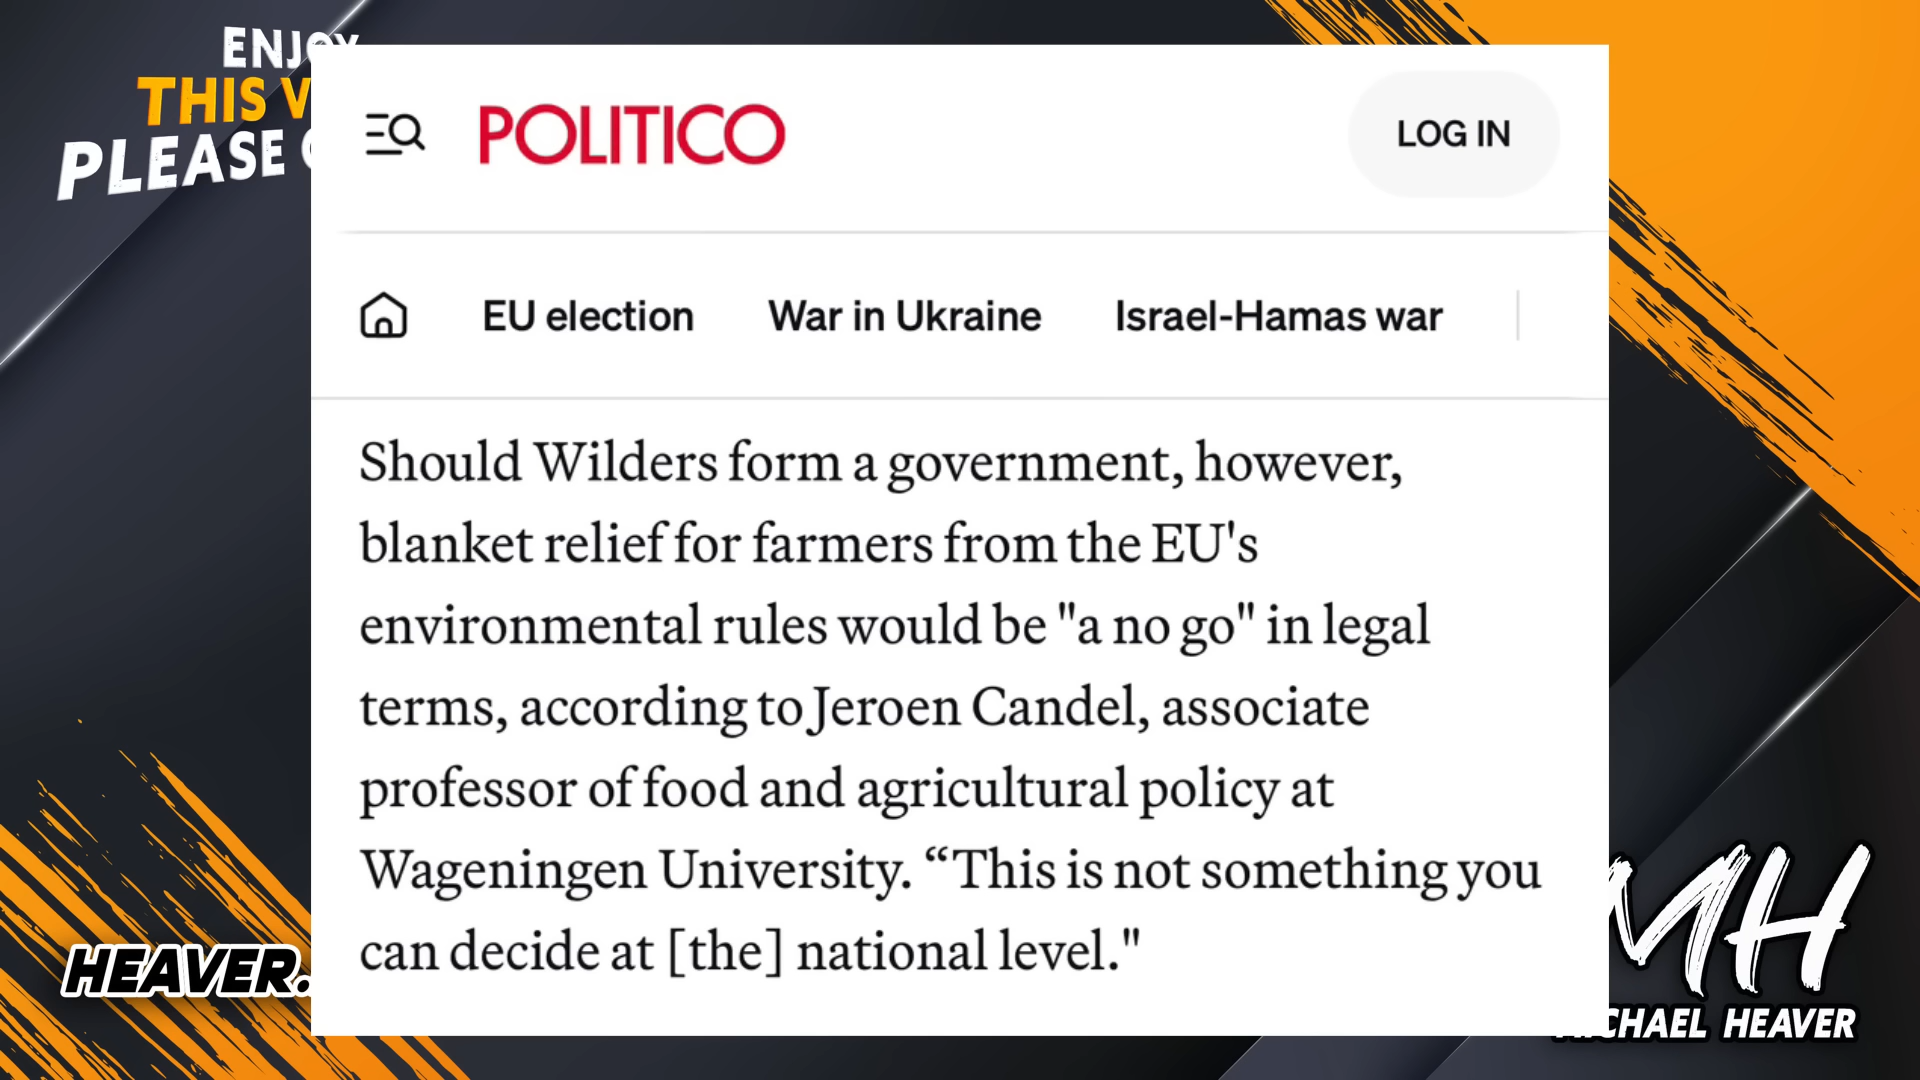 ENJOY
THIS V
PLEASE
POLITICO
LOG IN
EU election
War in Ukraine
Israel-Hamas war
Should Wilders form a government, however,
blanket relief for farmers from the EU's
environmental rules would be "a no go" in legal
terms, according to Jeroen Candel, associate
professor of food and agricultural policy at
Wageningen University. “This is not something you
can decide at [the] national level."
HEAVER.
MH
MICHAEL HEAVER